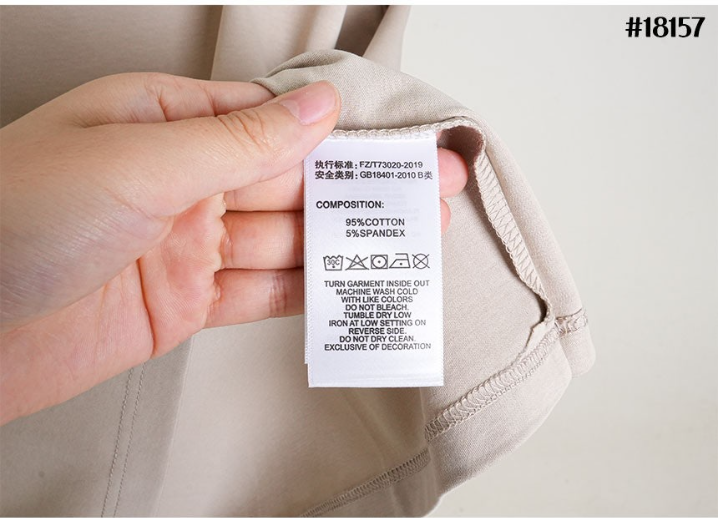 #18157
执行标准: FZ/T73020-2019
安全类别: GB18401-2010 B类
COMPOSITION:
95%COTTON
5%SPANDEX
TURN GARMENT INSIDE OUT
MACHINE WASH COLD
WITH LIKE COLORS
DO NOT BLEACH.
TUMBLE DRY LOW
IRON AT LOW SETTING ON
REVERSE SIDE.
DO NOT DRY CLEAN.
EXCLUSIVE OF DECORATION